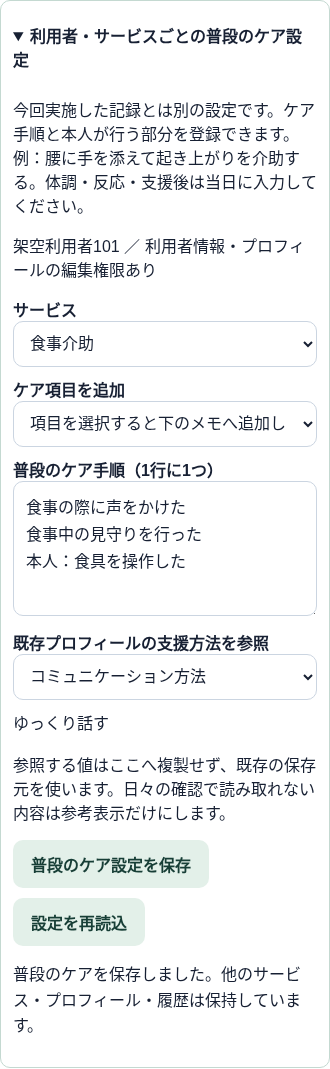 ▼ 利用者・サービスごとの普段のケア設
定
今回実施した記録とは別の設定です。ケア
手順と本人が行う部分を登録できます。
例：腰に手を添えて起き上がりを介助す
る。体調・反応・支援後は当日に入力して
ください。
架空利用者101 ／ 利用者情報・プロフィ
ールの編集権限あり
サービス
食事介助
ケア項目を追加
項目を選択すると下のメモへ追加し
普段のケア手順（1行に1つ）
食事の際に声をかけた
食事中の見守りを行った
本人：食具を操作した
既存プロフィールの支援方法を参照
コミュニケーション方法
ゆっくり話す
参照する値はここへ複製せず、既存の保存
元を使います。日々の確認で読み取れない
内容は参考表示だけにします。
普段のケア設定を保存
設定を再読込
普段のケアを保存しました。他のサービ
ス・プロフィール・履歴は保持していま
す。